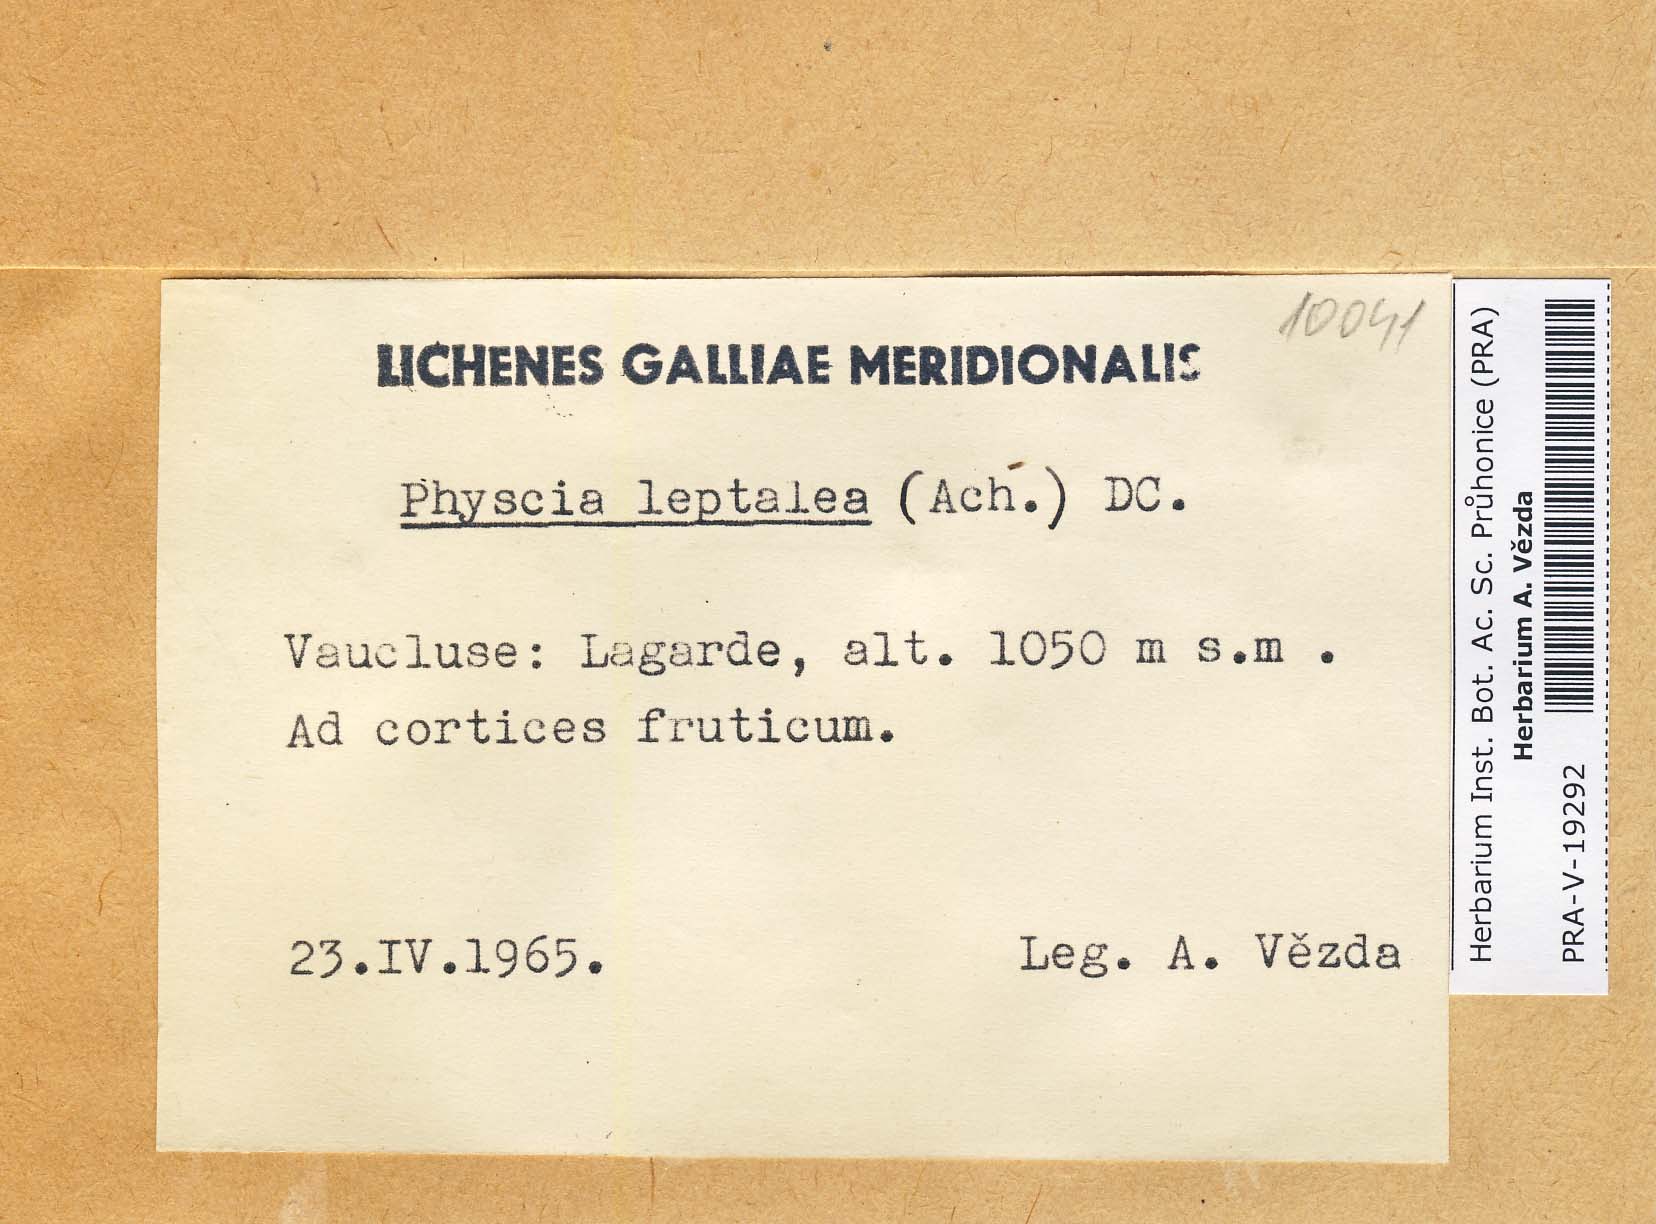 10041
LICHENES GALLIAE MERIDIONALIS
Physcia leptalea (Ach.) DC.
Vaucluse: Lagarde, alt. 1050 m s.m .
Ad cortices fruticum.
23.IV.1965.
Leg. A. Vězda
Herbarium Inst. Bot. Ac. Sc. Průhonice (PRA)
Herbarium A. Vězda
PRA-V-19292